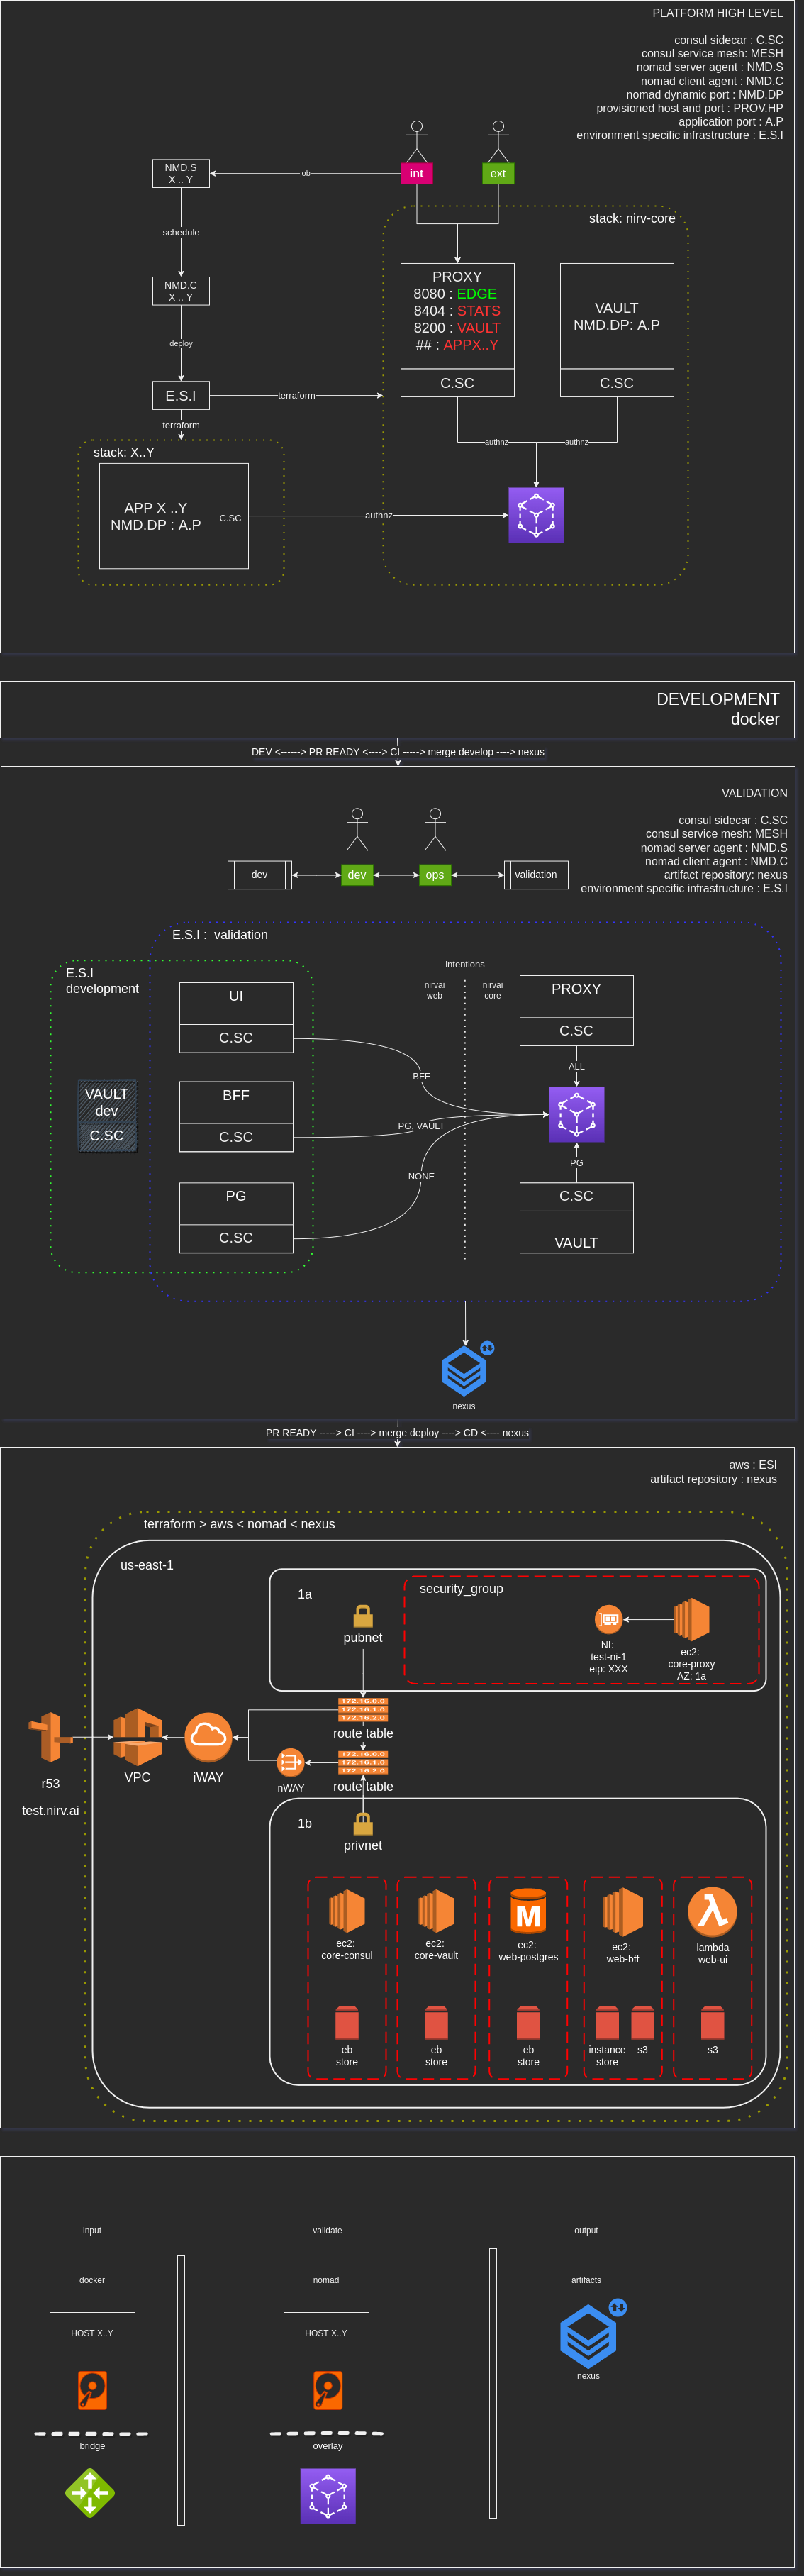 PLATFORM HIGH LEVEL
consul sidecar : C.SC
consul service mesh: MESH
nomad server agent : NMD.S
nomad client agent : NMD.C
nomad dynamic port : NMD.DP
provisioned host and port : PROV.HP
application port : A.P
environment specific infrastructure : E.S.I
NMD.S
X .. Y
job
int
ext
schedule
stack: nirv-core
NMD.C
X .. Y
PROXY
8080 : EDGE
8404 : STATS
8200 : VAULT
## : APPX..Y
C.SC
VAULT
NMD.DP: A.P
C.SC
deploy
E.S.I
terraform
terraform
authnz
authnz
stack: X..Y
APP X ..Y
NMD.DP : A.P
C.SC
authnz
DEVELOPMENT
docker
DEV <------> PR READY <----> CI -----> merge develop ----> nexus
VALIDATION
consul sidecar : C.SC
consul service mesh: MESH
nomad server agent : NMD.S
nomad client agent : NMD.C
artifact repository: nexus
environment specific infrastructure : E.S.I
dev
dev
ops
validation
E.S.I : validation
E.S.I
development
intentions
nirvai
web
nirvai
core
UI
C.SC
PROXY
C.SC
BFF
ALL
VAULT
dev
C.SC
BFF
C.SC
PG, VAULT
NONE
PG
PG
C.SC
C.SC
VAULT
nexus
PR READY -----> CI ----> merge deploy ----> CD <---- nexus
aws : ESI
artifact repository : nexus
terraform > aws < nomad < nexus
us-east-1
1a
security_group
pubnet
NI:
test-ni-1
eip: XXX
ec2:
core-proxy
AZ: 1a
172.16.0.0
172.16.1.0
172.16.2.0
route table
172.16.0.0
172.16.1.0
172.16.2.0
route table
r53
test.nirv.ai
VPC
iWAY
nWAY
1b
privnet
ec2:
core-consul
ec2:
core-vault
M
ec2:
web-postgres
ec2:
web-bff
lambda
web-ui
eb
store
eb
store
eb
store
instance
store
s3
s3
input
validate
output
docker
nomad
artifacts
HOST X..Y
HOST X..Y
nexus
bridge
overlay